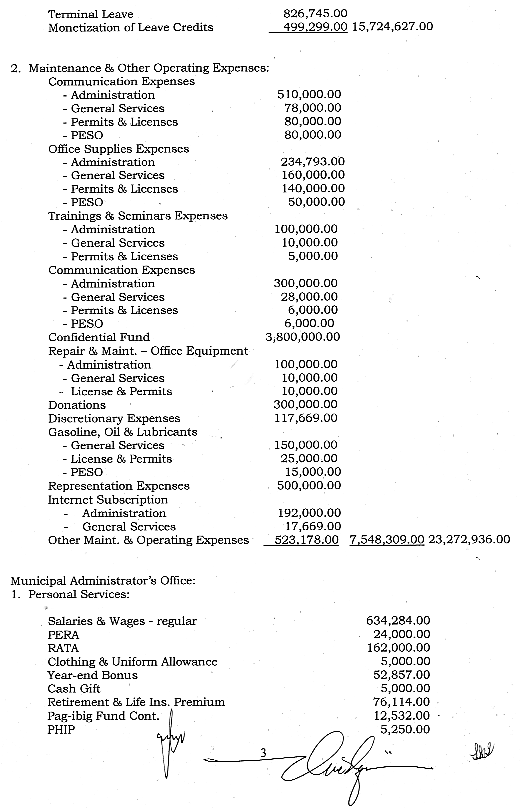 Terminal Leave 826,745.00
Monetization of Leave Credits 499,299.00 15,724,627.00
2. Maintenance & Other Operating Expenses:
Communication Expenses
- Administration 510,000.00
- General Services 78,000.00
- Permits & Licenses 80,000.00
- PESO 80,000.00
Office Supplies Expenses
- Administration 234,793.00
- General Services 160,000.00
- Permits & Licenses 140,000.00
- PESO 50,000.00
Trainings & Seminars Expenses
- Administration 100,000.00
- General Services 10,000.00
- Permits & Licenses 5,000.00
Communication Expenses
- Administration 300,000.00
- General Services 28,000.00
- Permits & Licenses 6,000.00
- PESO 6,000.00
Confidential Fund 3,800,000.00
Repair & Maint. – Office Equipment
- Administration 100,000.00
- General Services 10,000.00
- License & Permits 10,000.00
Donations 300,000.00
Discretionary Expenses 117,669.00
Gasoline, Oil & Lubricants
- General Services 150,000.00
- License & Permits 25,000.00
- PESO 15,000.00
Representation Expenses 500,000.00
Internet Subscription
- Administration 192,000.00
- General Services 17,669.00
Other Maint. & Operating Expenses 523,178.00 7,548,309.00 23,272,936.00
Municipal Administrator's Office:
1. Personal Services:
Salaries & Wages - regular 634,284.00
PERA 24,000.00
RATA 162,000.00
Clothing & Uniform Allowance 5,000.00
Year-end Bonus 52,857.00
Cash Gift 5,000.00
Retirement & Life Ins. Premium 76,114.00
Pag-ibig Fund Cont. 12,532.00
PHIP 5,250.00
3